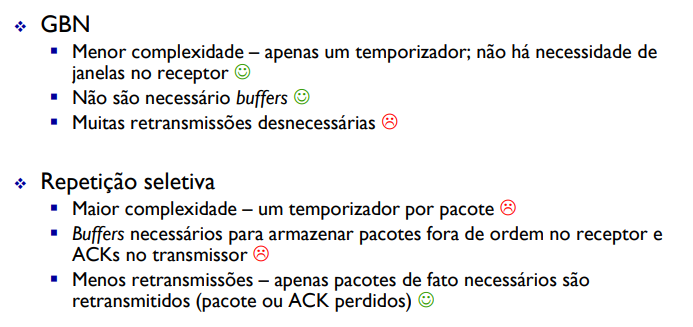 GBN
Menor complexidade – apenas um temporizador; não há necessidade de
janelas no receptor
Não são necessário buffers
Muitas retransmissões desnecessárias
Repetição seletiva
Maior complexidade – um temporizador por pacote
Buffers necessários para armazenar pacotes fora de ordem no receptor e
ACKs no transmissor
Menos retransmissões – apenas pacotes de fato necessários são
retransmitidos (pacote ou ACK perdidos)